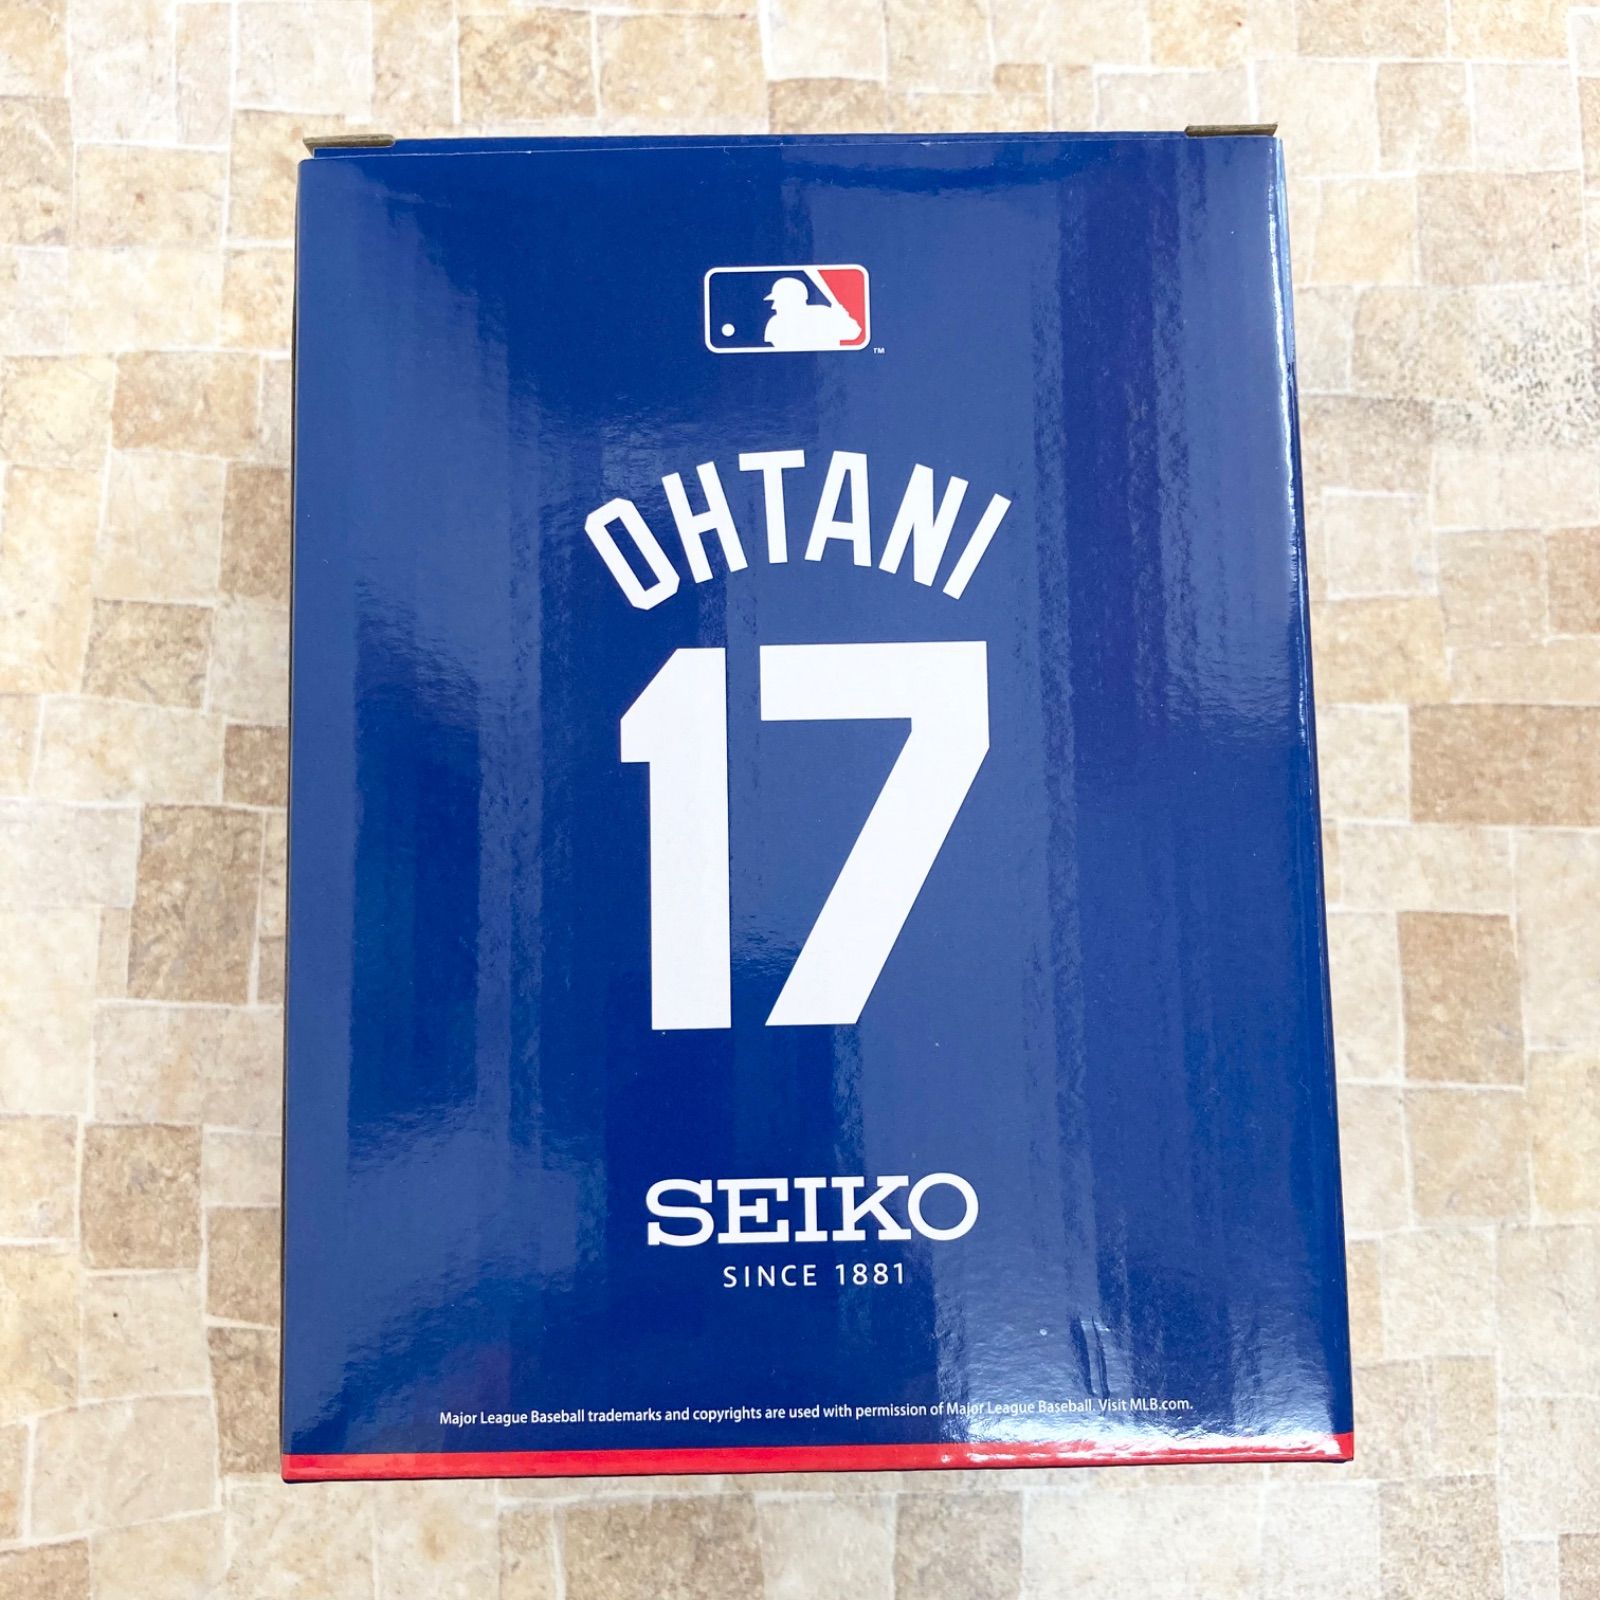 TM
OHTANI
17
SEIKO
SINCE 1881
Major League Baseball trademarks and copyrights are used with permission of Major League Baseball. Visit MLB.com.